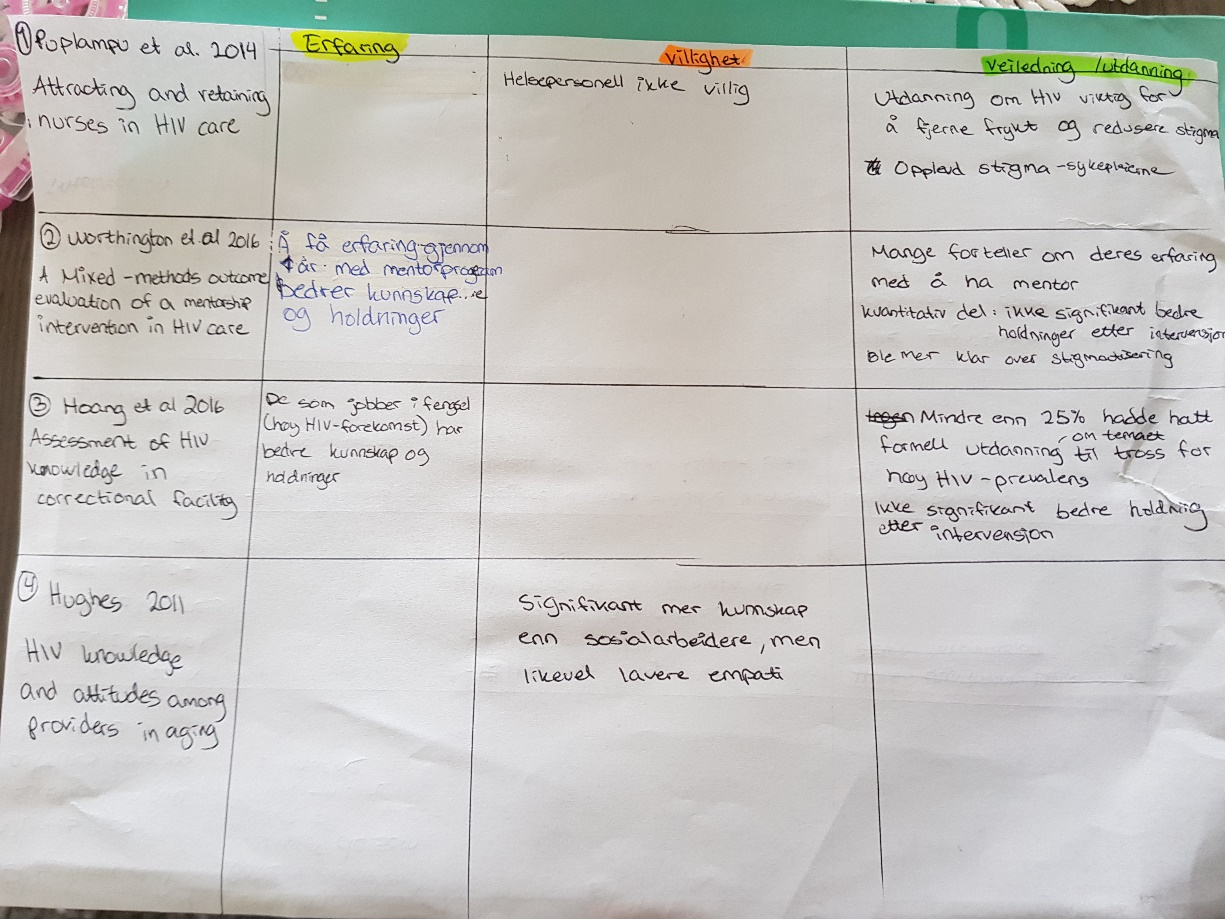 ① Puplampu et al. 2014
Attracting and retaining
nurses in HIV care
Erfaring
villighet
Helsepersonell ikke villig
veiledning /utdanning
Utdanning om HIV viktig for
å fjerne frykt og redusere stigma
Opplevd stigma -sykepleierne
② Worthington et.al 2016
A Mixed -methods outcome
evaluation of a mentorship
intervention in HIV care
Å få erfaring gjennom
1 år med mentorprogram
bedrer kunnskap
og holdninger
Mange forteller om deres erfaring
med å ha mentor
kvantitativ del: ikke signifikant bedre
holdninger etter intervension
Ble mer klar over stigmatisering
③ Hoang et al 2016
Assessment of HIV
knowledge in
correctional facility
De som jobber i fengsel
(høy HIV-forekomst) har
bedre kunnskap og
holdninger
Mindre enn 25% hadde hatt
formell utdanning om temaet til tross for
høy HIV -prevalens
Ikke significant bedre holdniig
etter intervension
④ Hughes 2011
HIV knowledge
and attitudes among
providers in aging
Signifikant mer kunnskap
enn sosialarbeidere, men
likevel lavere empati